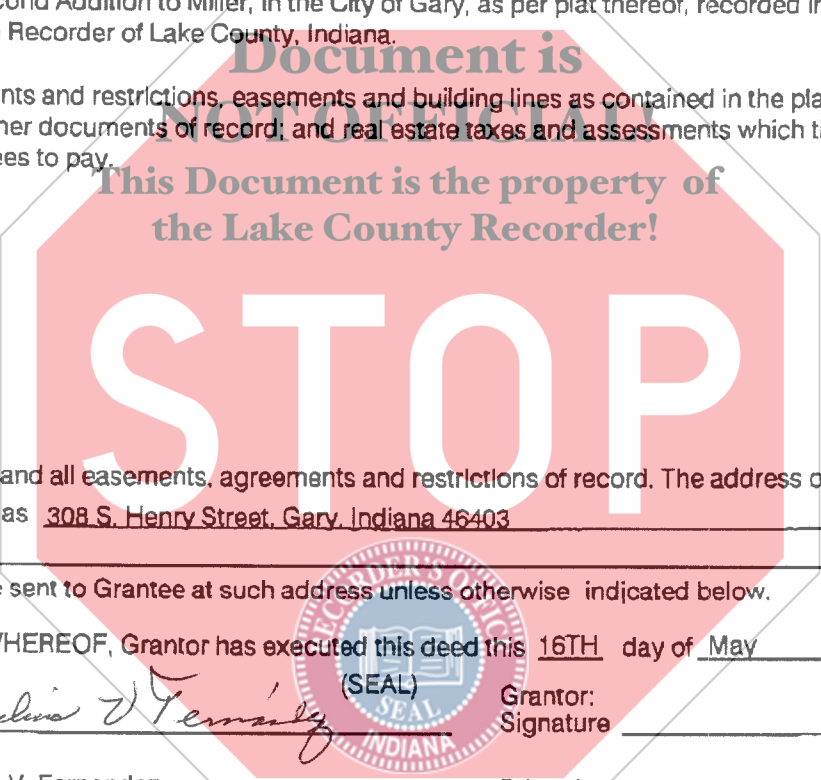 ond Addition to Miller, in the City of Gary, as per plat thereof, recorded in
Recorder of Lake County, Indiana.
Document is
nts and restrictions, easements and building lines as contained in the pla
NOT OFFICIAL!
her documents of record; and real estate taxes and assessments which t
ees to pay.
This Document is the property of
the Lake County Recorder!
STOP
and all easements, agreements and restrictions of record. The address o
as 308 S. Henry Street, Gary, Indiana 46403
sent to Grantee at such address unless otherwise indicated below.
WHEREOF, Grantor has executed this deed this 16TH day of May
RECORDER'S OFFICE
(SEAL)
Grantor:
V Fernandez
SEAL
Signature
INDIANA
V. Fernandez